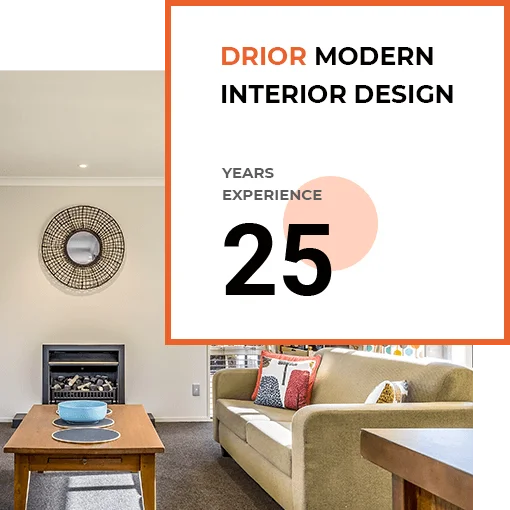 DRIOR MODERN
INTERIOR DESIGN
YEARS
EXPERIENCE
25